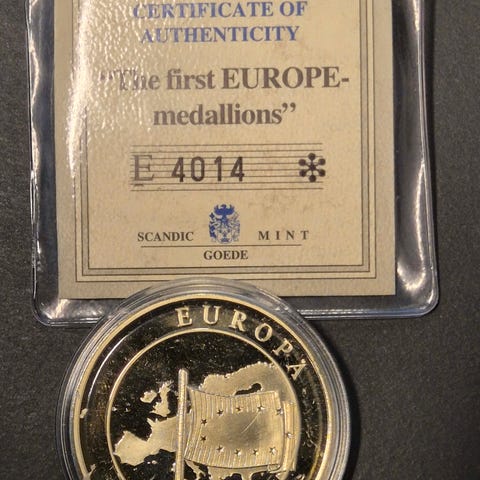 CERTIFICATE OF
AUTHENTICITY
"The first EUROPE-
medallions"
E 4014
SCANDIC MINT
GOEDE
EUROPA